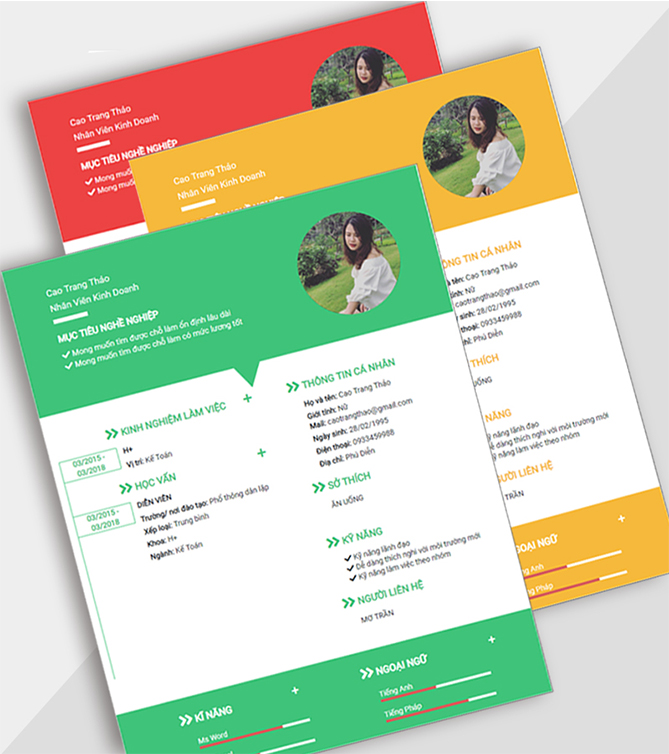 Cao Trang Thảo
Nhân Viên Kinh Doanh
MỤC TIÊU NGHỀ NGHIỆP
Mong muốn
Mong muốn
Cao Trang Thảo
Nhân Viên Kinh Doanh
THÔNG TIN CÁ NHÂN
tên: Cao Trang Thảo
tính: Nữ
caotrangthao@gmail.com
sinh: 28/02/1995
thoại: 0933459988
chỉ: Phú Diễn
THÍCH
UỐNG
NĂNG
kỹ năng lãnh đạo
Dễ dàng thích nghi với môi trường mới
kỹ năng làm việc theo nhóm
NGƯỜI LIÊN HỆ
TRẦN
NGOẠI NGỮ
Anh
Pháp
Cao Trang Thảo
Nhân Viên Kinh Doanh
MỤC TIÊU NGHỀ NGHIỆP
Mong muốn tìm được chỗ làm ổn định lâu dài
Mong muốn tìm được chỗ làm có mức lương tốt
KINH NGHIỆM LÀM VIỆC
03/2015 -
03/2018
H+
Vị trí: Kế Toán
HỌC VẤN
03/2015 -
03/2018
DIỄN VIÊN
Trường/ nơi đào tạo: Phổ thông dân lập
Xếp loại: Trung bình
Khoa: H+
Ngành: Kế Toán
THÔNG TIN CÁ NHÂN
Họ và tên: Cao Trang Thảo
Giới tính: Nữ
Mail: caotrangthao@gmail.com
Ngày sinh: 28/02/1995
Điện thoại: 0933459988
Địa chỉ: Phú Diễn
SỞ THÍCH
ĂN UỐNG
KỸ NĂNG
Kỹ năng lãnh đạo
Dễ dàng thích nghi với môi trường mới
Kỹ năng làm việc theo nhóm
NGƯỜI LIÊN HỆ
MƠ TRẦN
KĨ NĂNG
Ms Word
NGOẠI NGỮ
Tiếng Anh
Tiếng Pháp